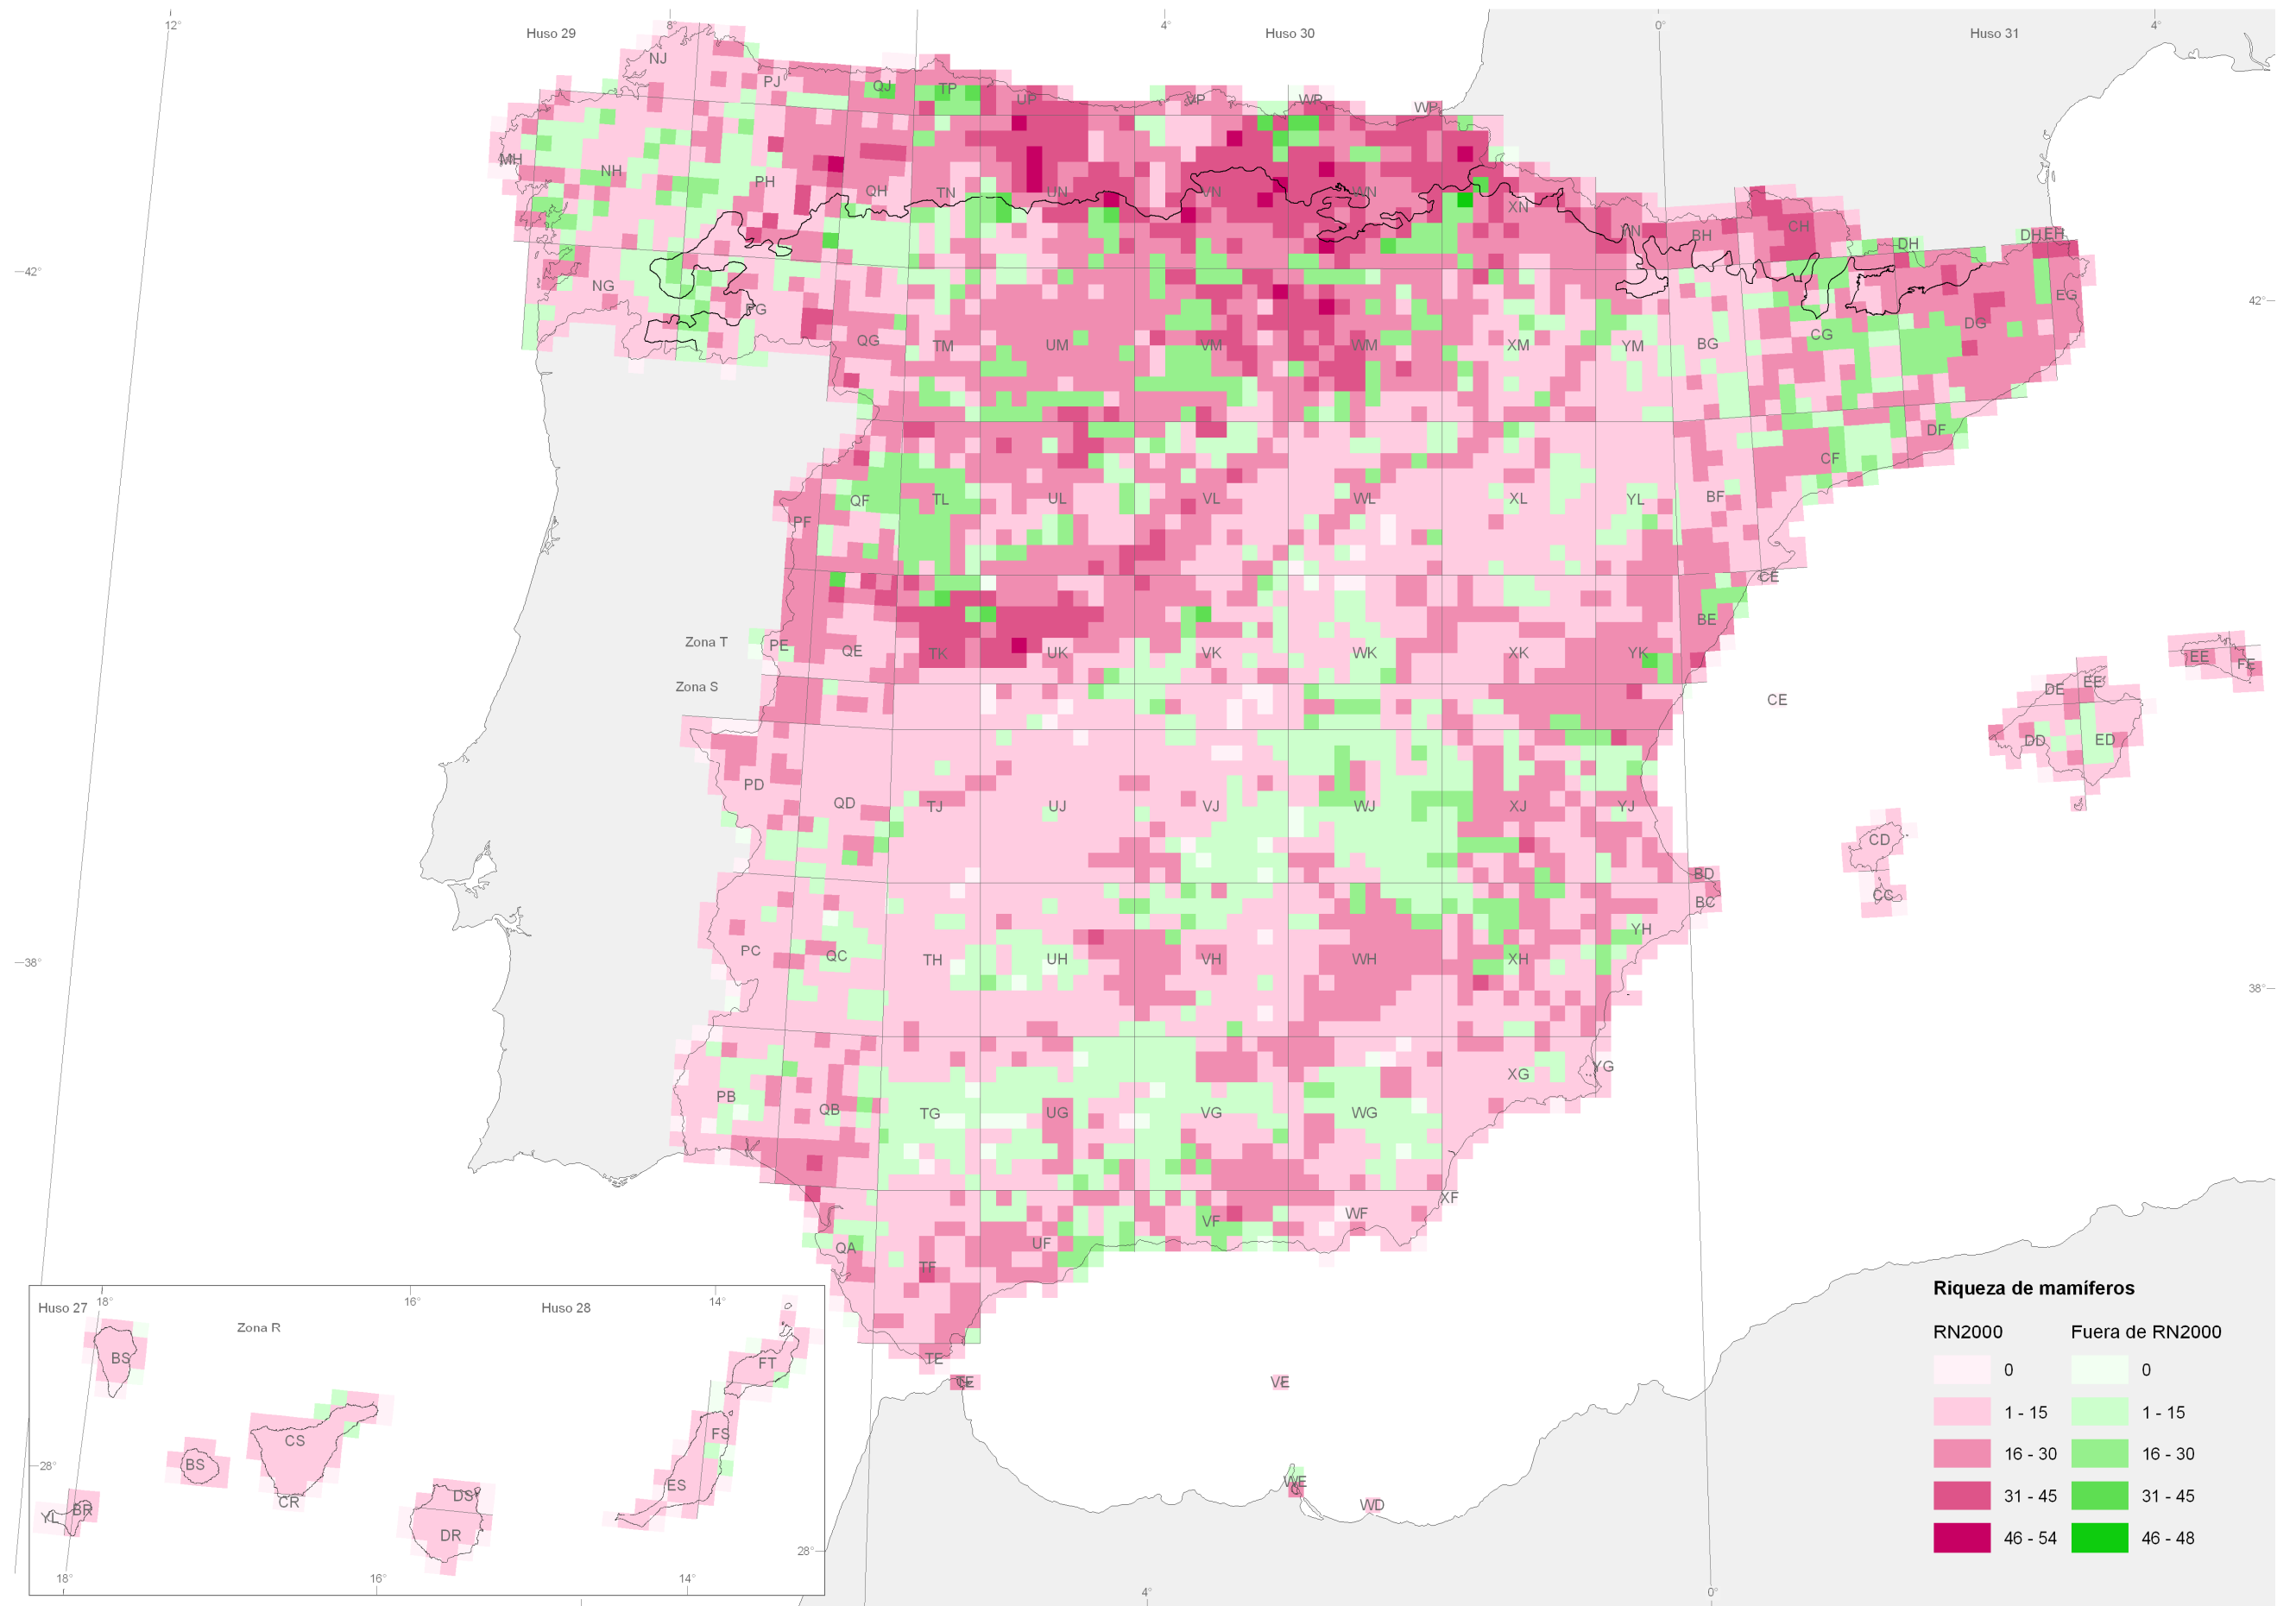 12°
8°
4°
0°
4°
Huso 29
Huso 30
Huso 31
NJ
PJ
QJ
TP
UP
VP
WP
WP
MH
NH
PH
QH
TN
UN
VN
WN
XN
YN
BH
CH
DH
DH
EH
42°
42°
NG
PG
QG
TM
UM
VM
WM
XM
YM
BG
CG
DG
EG
QF
PF
TL
UL
VL
WL
XL
YL
BF
CF
DF
CE
Zona T
PE
QE
TK
UK
VK
WK
XK
YK
BE
Zona S
CE
DE
EE
EE
FE
DD
ED
PD
QD
TJ
UJ
VJ
WJ
XJ
YJ
BD
CD
CC
PC
QC
TH
UH
VH
WH
XH
YH
BC
38°
38°
PB
QB
TG
UG
VG
WG
XG
YG
QA
TF
UF
VF
WF
XF
TE
TE
VE
WE
WD
4°
0°
Huso 27
18°
16°
Huso 28
14°
Zona R
BS
BS
CS
CR
BR
YL
DS
DR
ES
FS
FT
28°
28°
18°
16°
14°
Riqueza de mamíferos
RN2000 Fuera de RN2000
0 0
1 - 15 1 - 15
16 - 30 16 - 30
31 - 45 31 - 45
46 - 54 46 - 48